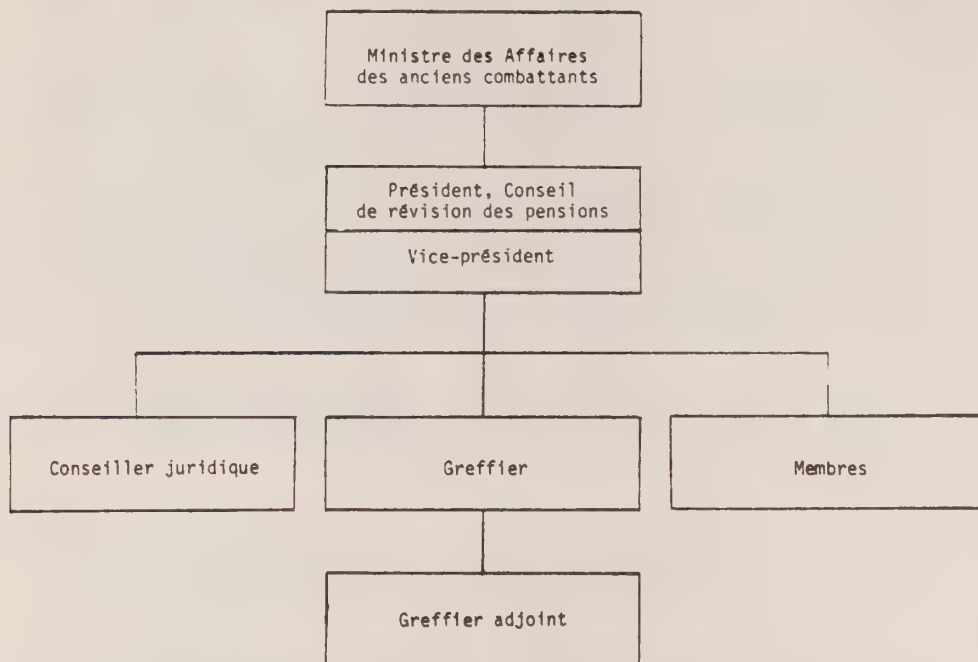 Ministre des Affaires
des anciens combattants
Président, Conseil
de révision des pensions
Vice-président
Conseiller juridique
Greffier
Membres
Greffier adjoint